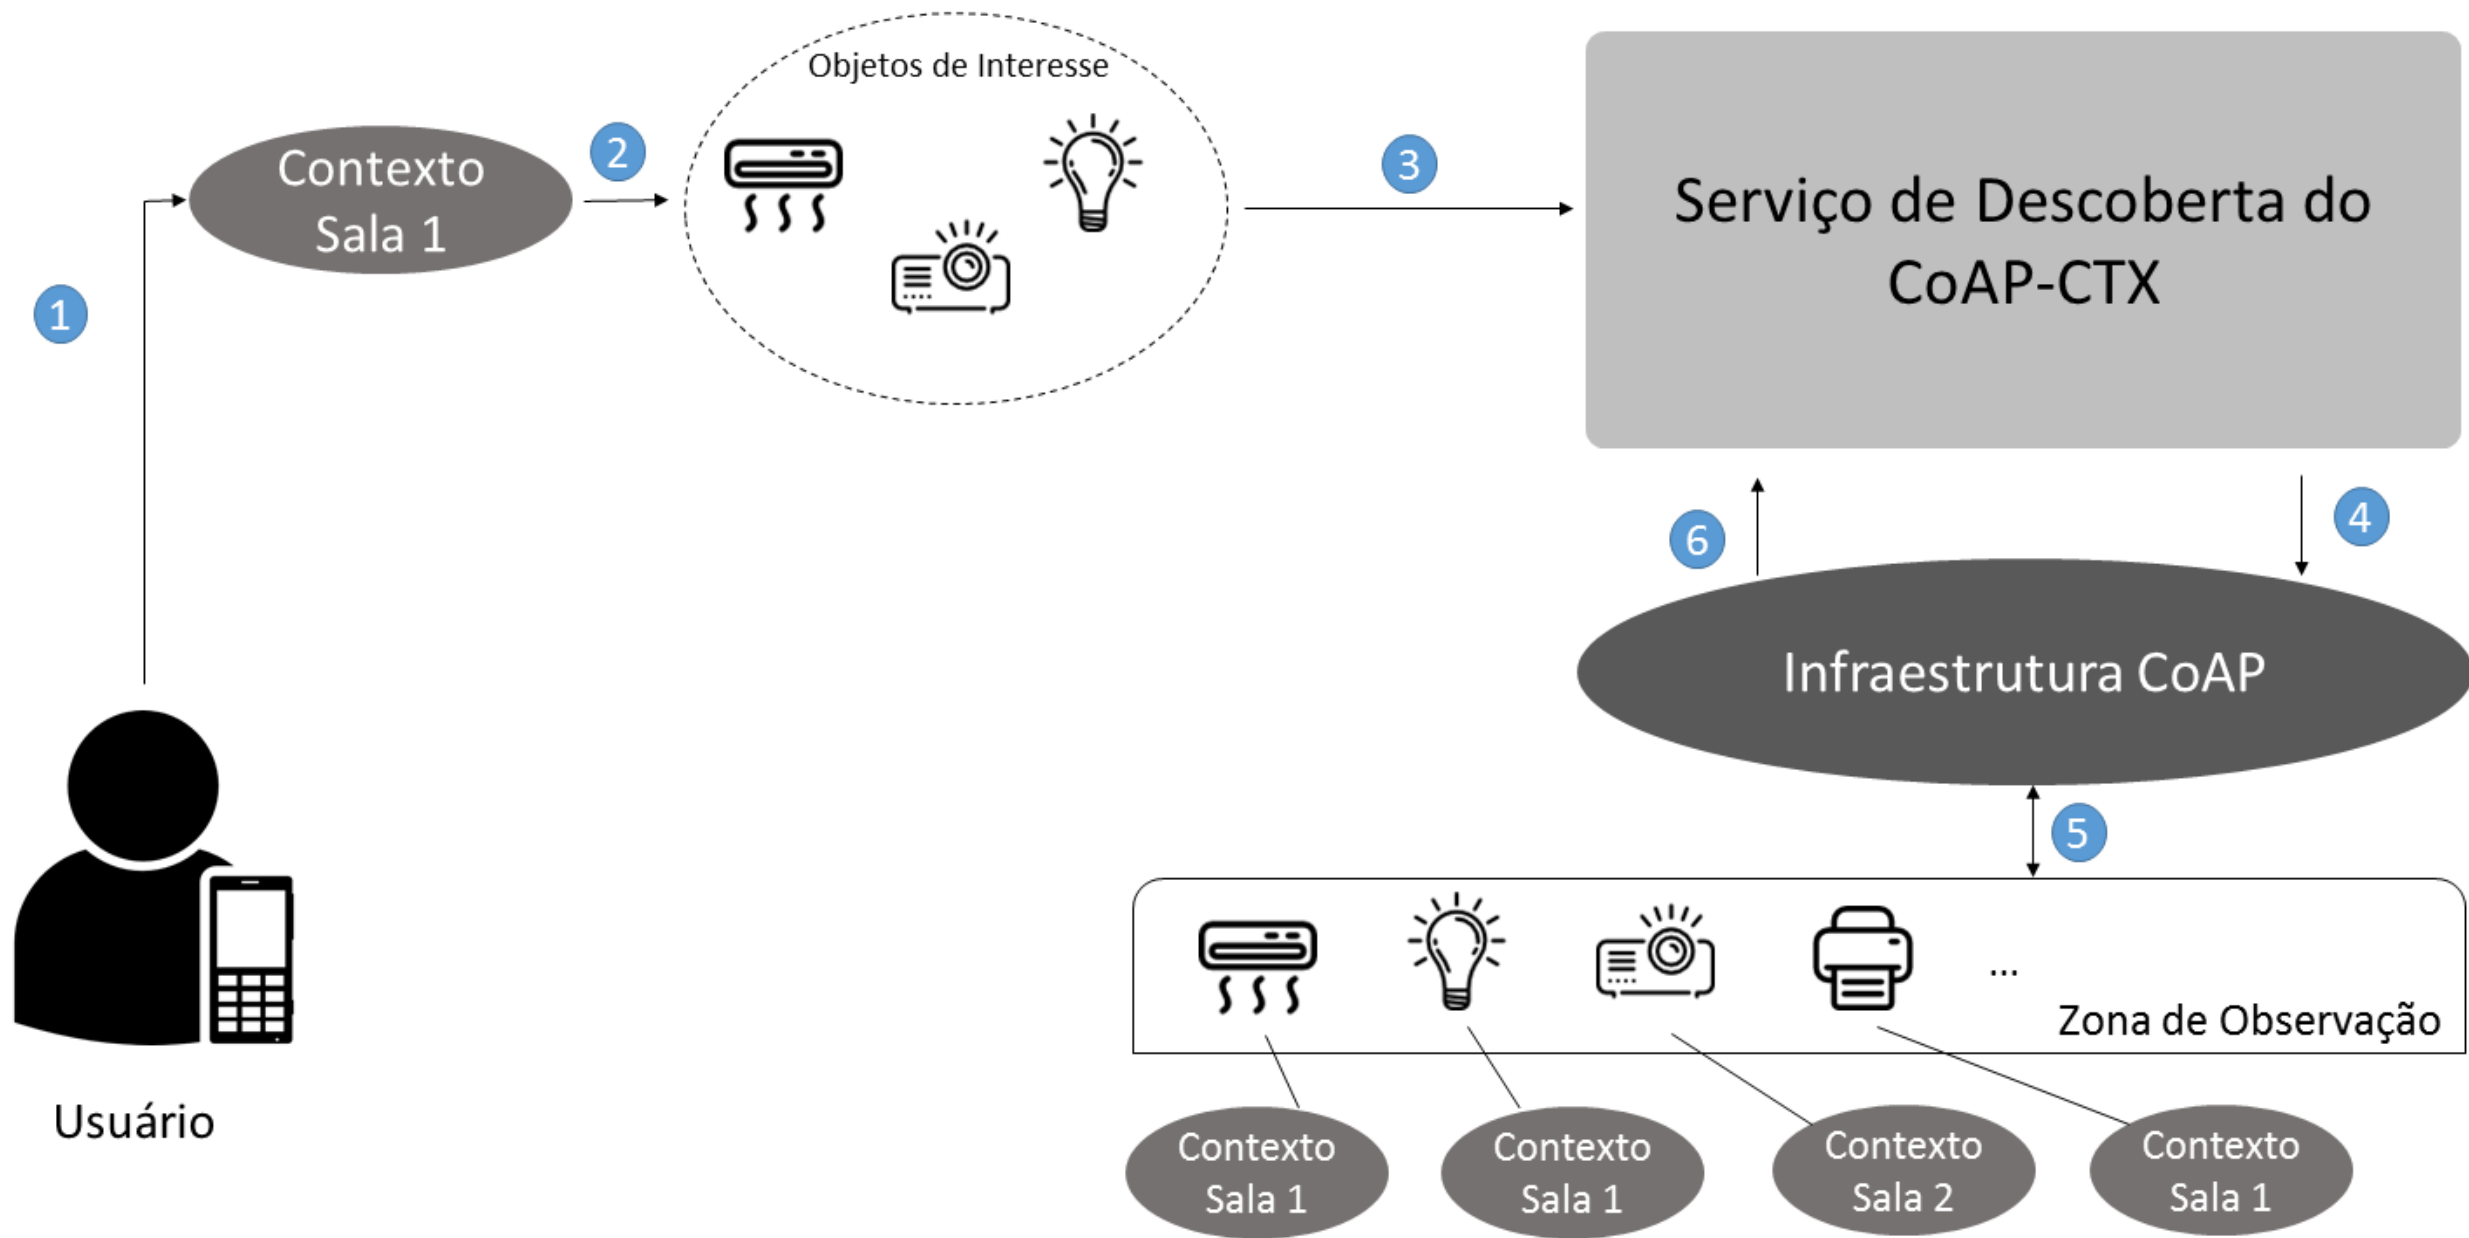 Objetos de Interesse
Contexto
Sala 1
1
2
3
Serviço de Descoberta do
CoAP-CTX
6
4
Infraestrutura CoAP
5
...
Zona de Observação
Usuário
Contexto
Sala 1
Contexto
Sala 1
Contexto
Sala 2
Contexto
Sala 1